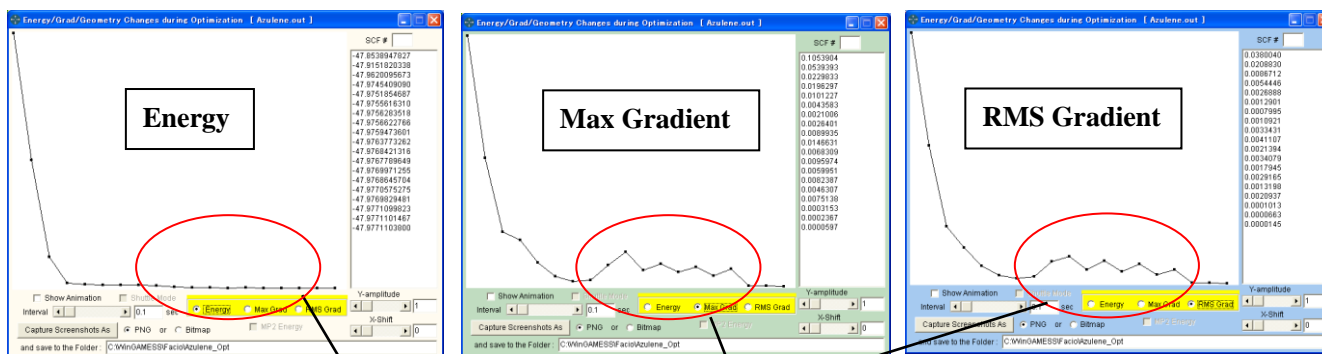 Energy/Grad/Geometry Changes during Optimization [ Azulene.out ]
SCF #
-47.8538947827
-47.9151820338
-47.9620095673
-47.9745409090
-47.9751854687
-47.9755616310
-47.9756283518
-47.9756622766
-47.9759473601
-47.9763773262
-47.9768421316
-47.9767789649
-47.9769971255
-47.9768645704
-47.9770575275
-47.9769829481
-47.9771099823
-47.9771101467
-47.9771103800
Energy
Show Animation
Interval
0.1 sec
Energy
Max Grad
RMS Grad
Y-amplitude
1
X-Shift
0
Capture Screenshots As
PNG or Bitmap
MP2 Energy
and save to the Folder : C:\WinGAMESS\Facio\Azulene_Opt
Energy/Grad/Geometry Changes during Optimization [ Azulene.out ]
SCF #
0.1053904
0.0539393
0.0229833
0.0196297
0.0101227
0.0043583
0.0021006
0.0026401
0.0089935
0.0146631
0.0068309
0.0095974
0.0059951
0.0082387
0.0046307
0.0075138
0.0003153
0.0002367
0.0000597
Max Gradient
Show Animation
Interval
0.1 sec
Energy
Max Grad
RMS Grad
Y-amplitude
1
X-Shift
0
Capture Screenshots As
PNG or Bitmap
and save to the Folder : C:\WinGAMESS\Facio\Azulene_Opt
Energy/Grad/Geometry Changes during Optimization [ Azulene.out ]
SCF #
0.0380040
0.0208830
0.0086712
0.0054446
0.0026888
0.0012901
0.0007995
0.0010921
0.0033431
0.0041107
0.0021394
0.0034079
0.0017945
0.0029165
0.0013198
0.0020937
0.0001013
0.0000663
0.0000145
RMS Gradient
Show Animation
Interval
0.1 sec
Energy
Max Grad
RMS Grad
Y-amplitude
1
X-Shift
0
Capture Screenshots As
PNG or Bitmap
MP2 Energy
and save to the Folder : C:\WinGAMESS\Facio\Azulene_Opt